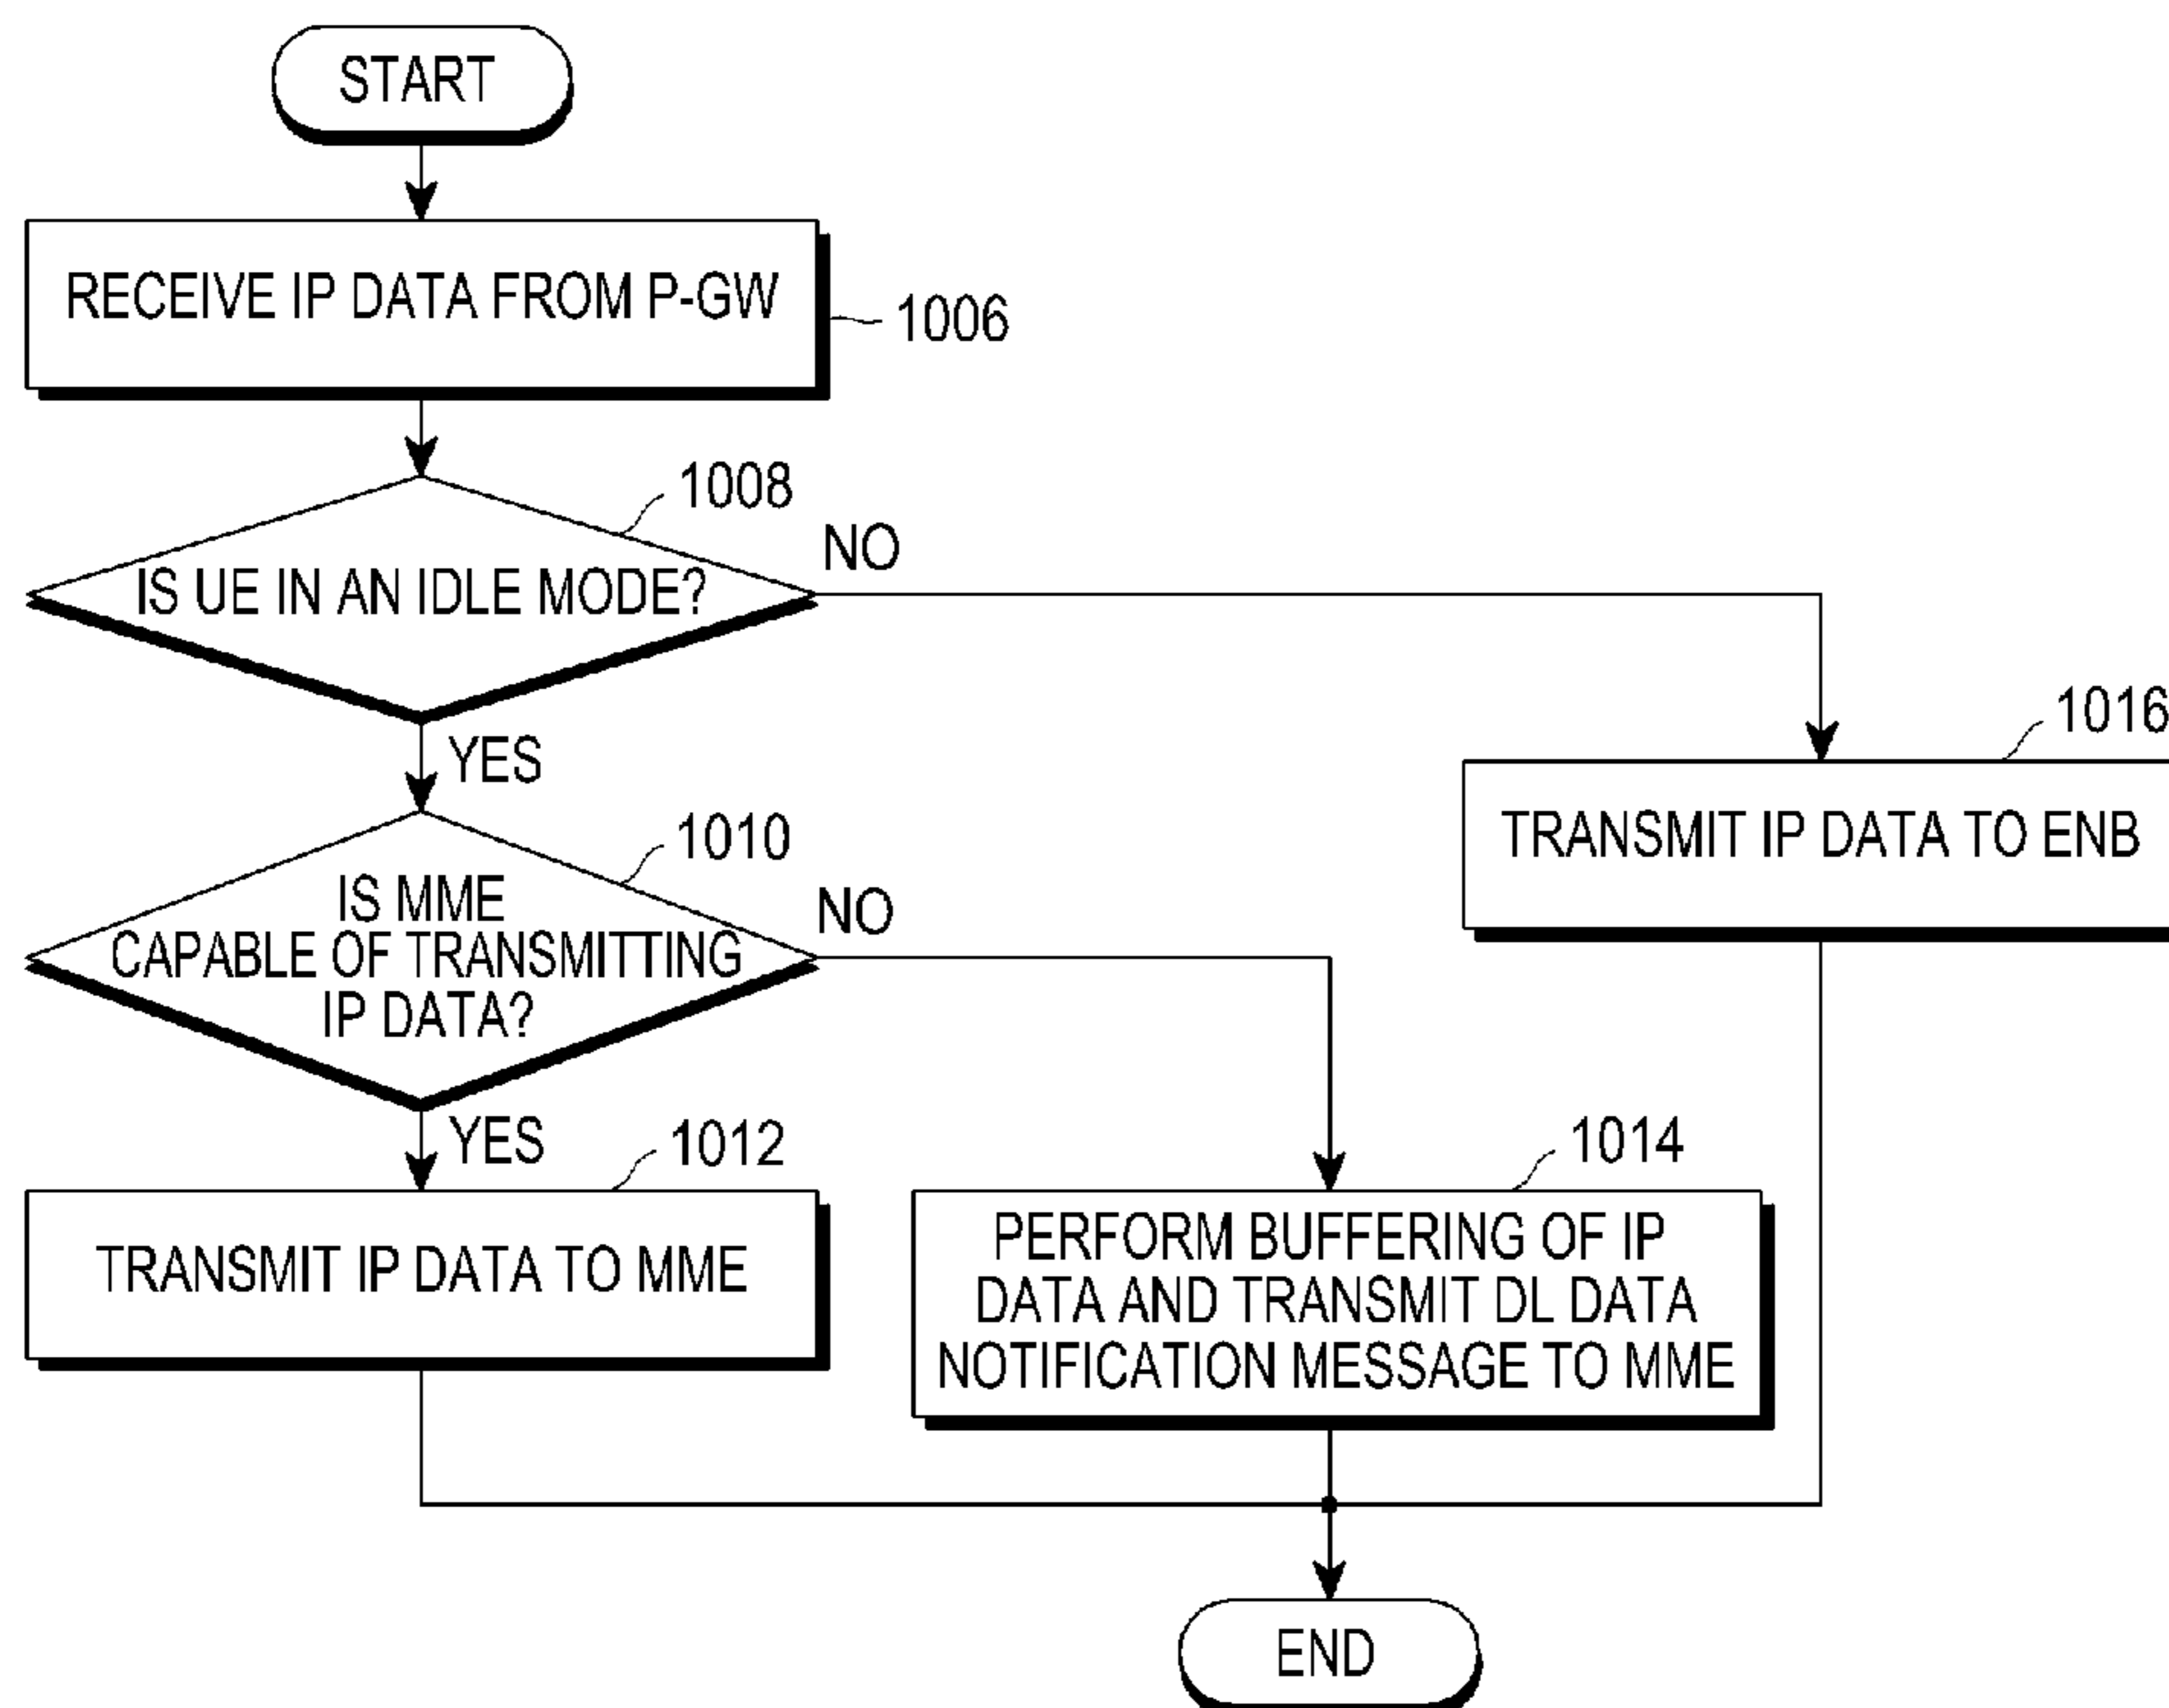 START
RECEIVE IP DATA FROM P-GW
1006
1008
IS UE IN AN IDLE MODE?
NO
YES
1016
TRANSMIT IP DATA TO ENB
1010
IS MME
CAPABLE OF TRANSMITTING
IP DATA?
NO
YES
1012
TRANSMIT IP DATA TO MME
1014
PERFORM BUFFERING OF IP
DATA AND TRANSMIT DL DATA
NOTIFICATION MESSAGE TO MME
END